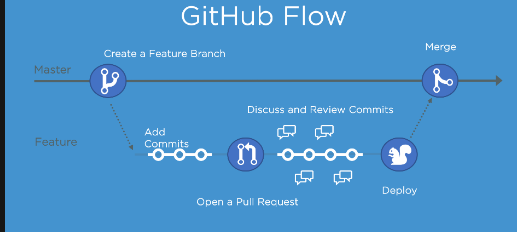 GitHub Flow
Create a Feature Branch
Merge
Master
Discuss and Review Commits
Add
Commits
Feature
Deploy
Open a Pull Request